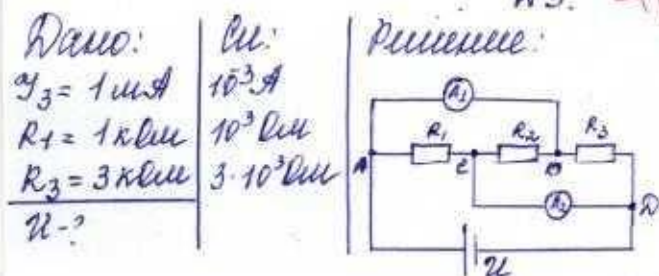 Дано: Си: Решение:
I₃ = 1 мА 10⁻³ А
R₁ = 1 кОм 10³ Ом
R₃ = 3 кОм 3·10³ Ом
U-?
A₁
R₁ R₂ R₃
A C B
A₂ D
U